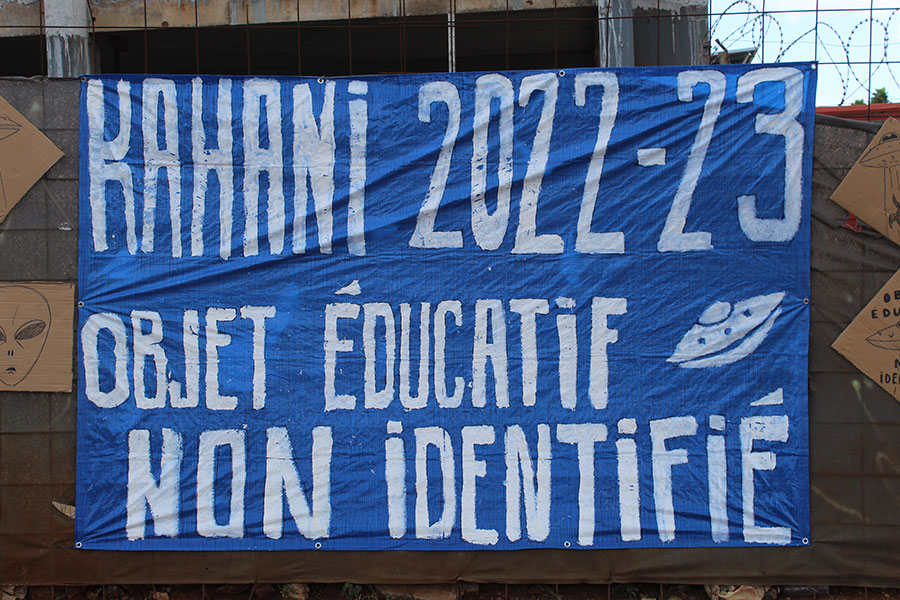 KAHANi 2022-23
OBJET ÉDUCATiF
NON iDENTiFiÉ